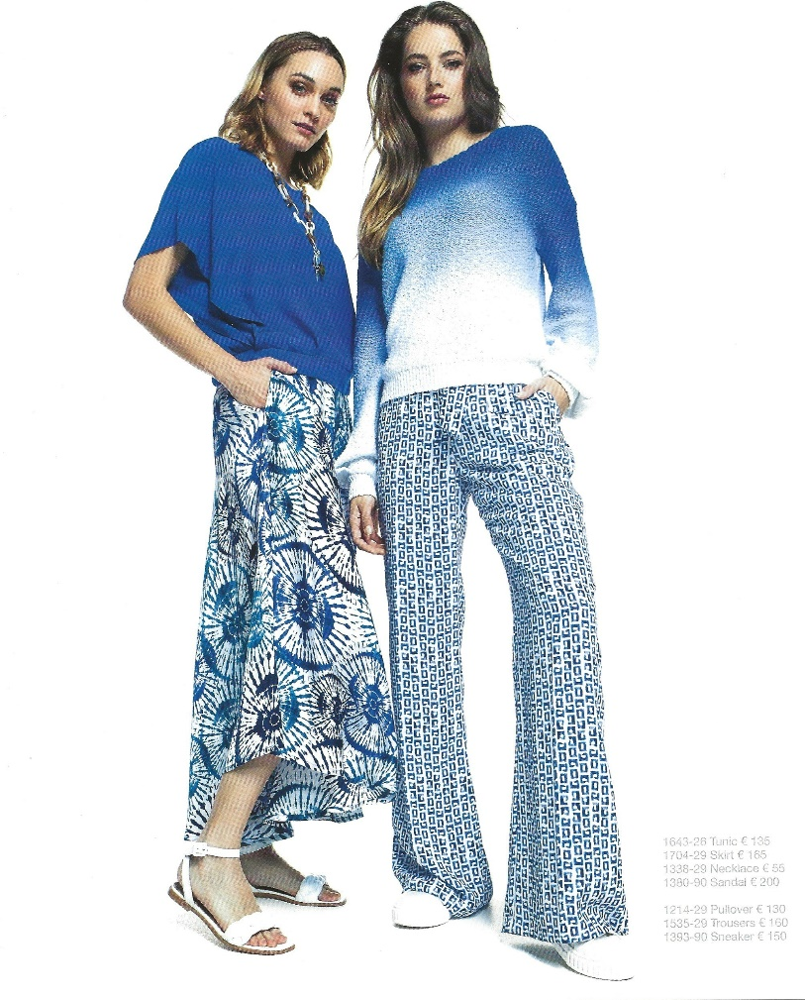 1643-26 Tunic € 135
1704-29 Skirt € 165
1338-29 Necklace € 55
1380-90 Sandal € 200
1214-29 Pullover € 130
1535-29 Trousers € 160
1393-90 Sneaker € 150